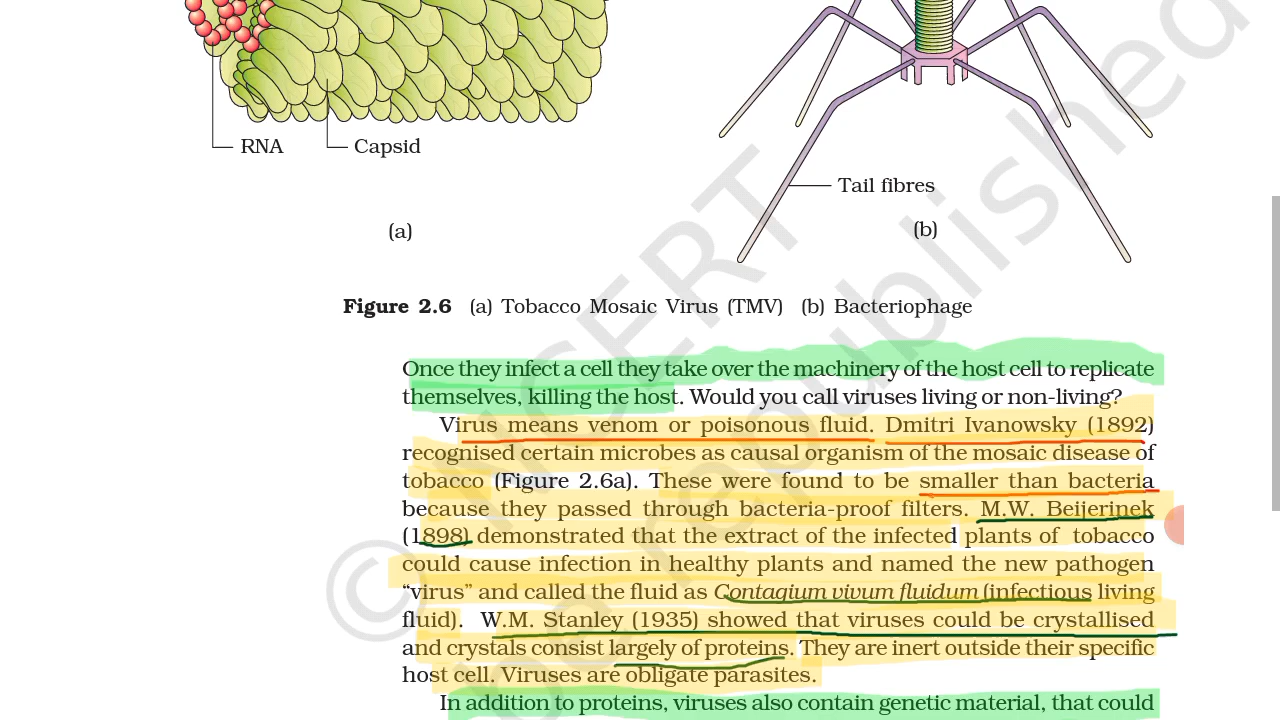 RNA
Capsid
Tail fibres
(a)
(b)
Figure 2.6 (a) Tobacco Mosaic Virus (TMV) (b) Bacteriophage
Once they infect a cell they take over the machinery of the host cell to replicate
themselves, killing the host. Would you call viruses living or non-living?
Virus means venom or poisonous fluid. Dmitri Ivanowsky (1892)
recognised certain microbes as causal organism of the mosaic disease of
tobacco (Figure 2.6a). These were found to be smaller than bacteria
because they passed through bacteria-proof filters. M.W. Beijerinek
(1898) demonstrated that the extract of the infected plants of tobacco
could cause infection in healthy plants and named the new pathogen
“virus” and called the fluid as Contagium vivum fluidum (infectious living
fluid). W.M. Stanley (1935) showed that viruses could be crystallised
and crystals consist largely of proteins. They are inert outside their specific
host cell. Viruses are obligate parasites.
In addition to proteins, viruses also contain genetic material, that could
© NCERT
be republished